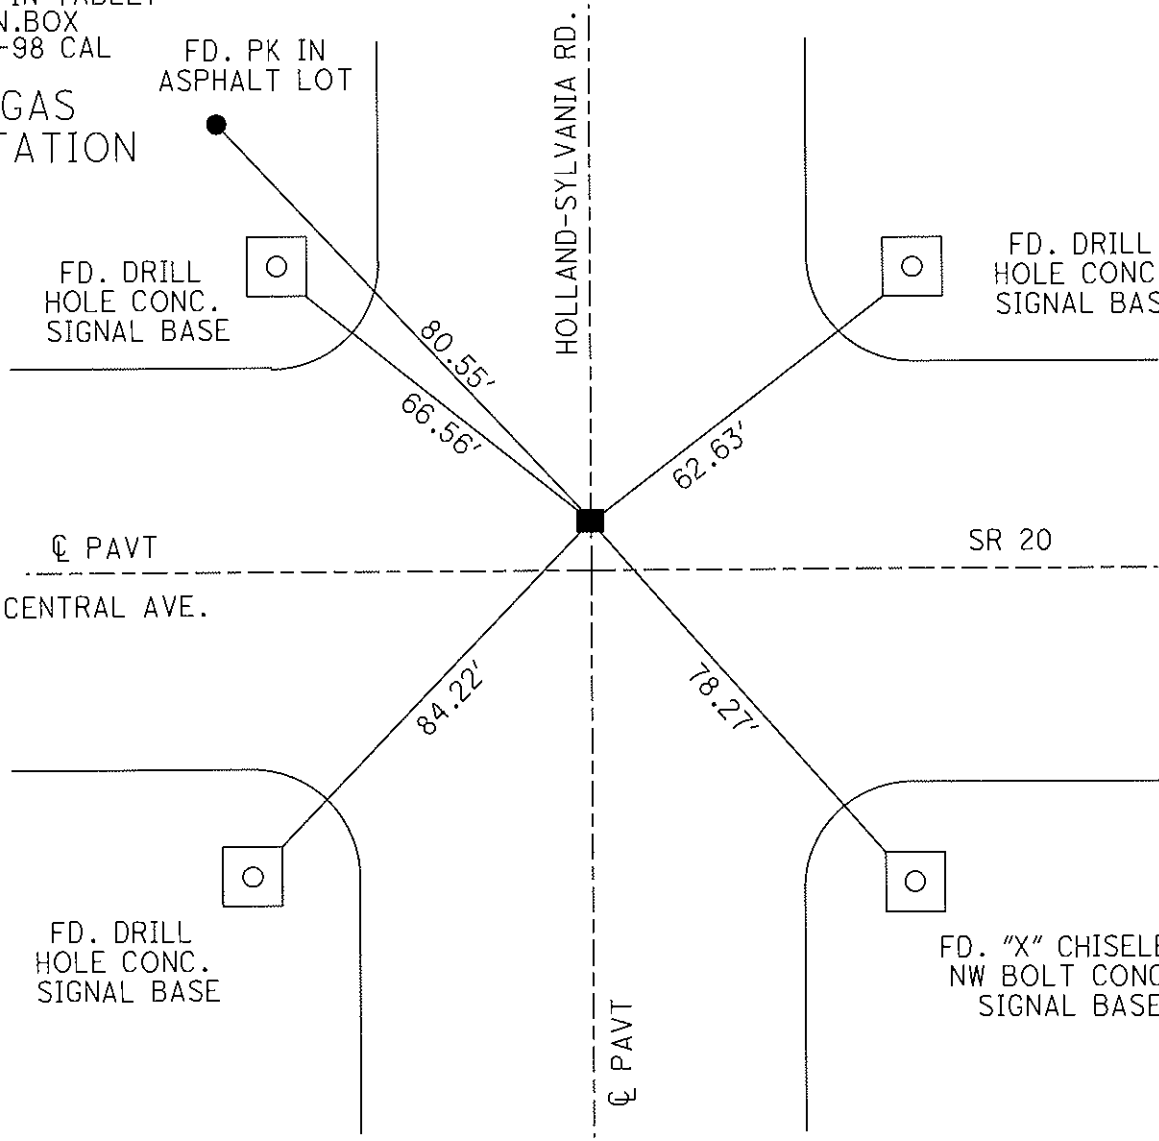 IN TABLET
N.BOX
-98 CAL
FD. PK IN
ASPHALT LOT
GAS
TATION
HOLLAND-SYLVANIA RD.
FD. DRILL
HOLE CONC.
SIGNAL BASE
FD. DRILL
HOLE CONC
SIGNAL BAS
80.55'
66.56'
62.63'
℄ PAVT
SR 20
CENTRAL AVE.
84.22'
78.27'
FD. DRILL
HOLE CONC.
SIGNAL BASE
FD. "X" CHISELE
NW BOLT CONC
SIGNAL BASE
℄ PAVT